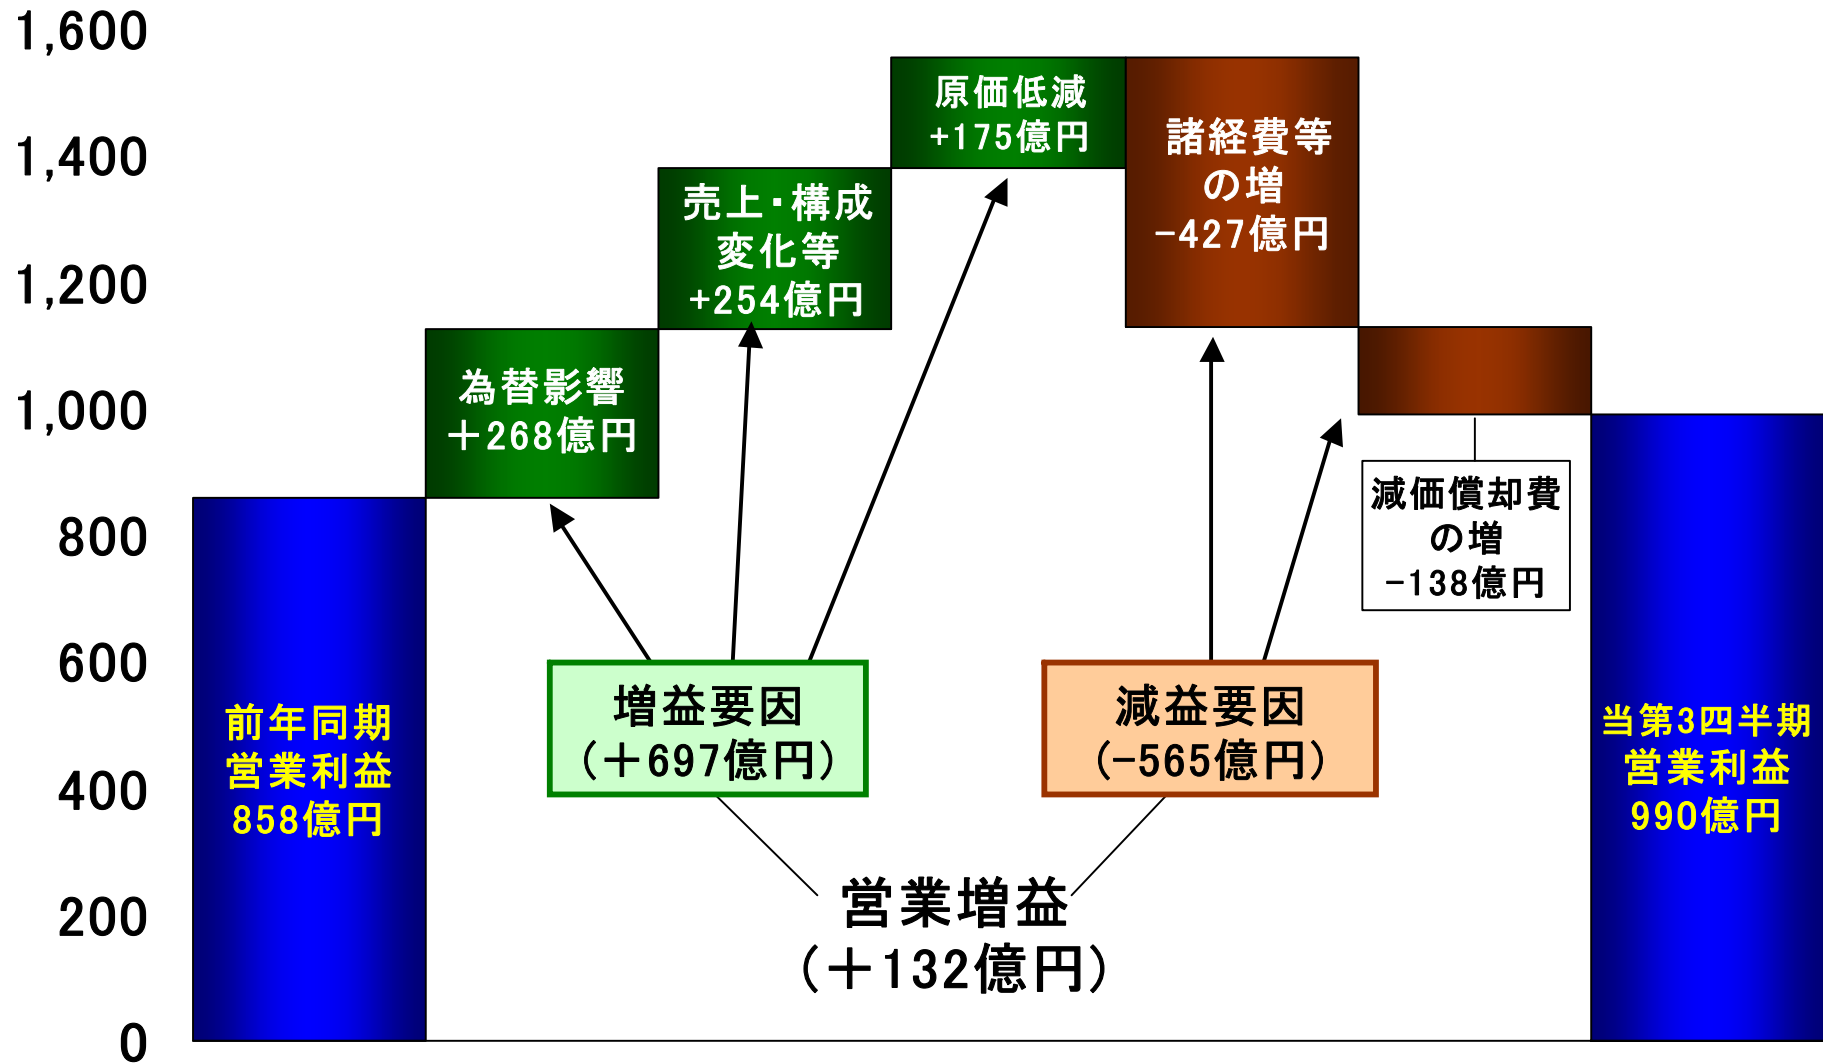 1,600
1,400
1,200
1,000
800
600
400
200
0
前年同期
営業利益
858億円
為替影響
＋268億円
売上・構成
変化等
+254億円
原価低減
+175億円
諸経費等
の増
-427億円
減価償却費
の増
-138億円
当第3四半期
営業利益
990億円
増益要因
（＋697億円）
減益要因
（-565億円）
営業増益
（＋132億円）